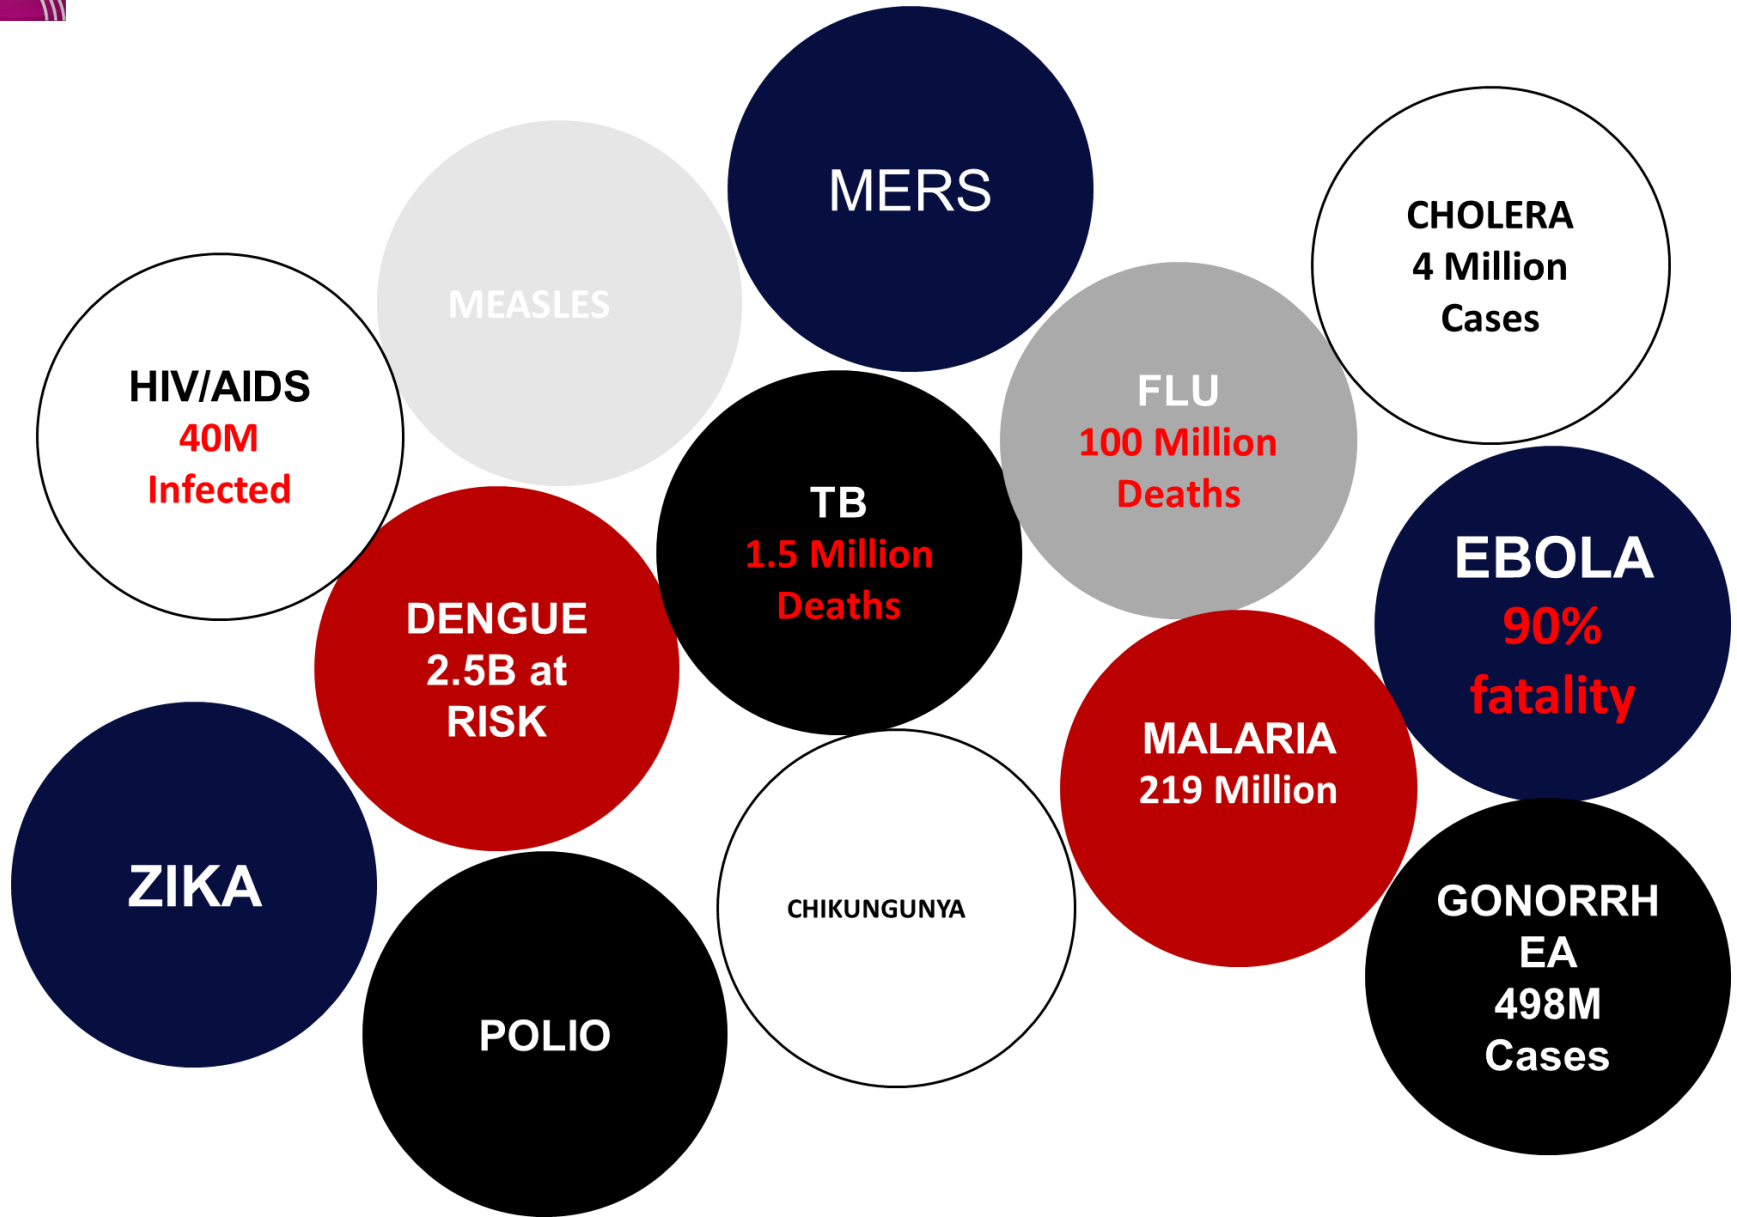 MERS
CHOLERA
4 Million
Cases
MEASLES
HIV/AIDS
40M
Infected
FLU
100 Million
Deaths
TB
1.5 Million
Deaths
EBOLA
90%
fatality
DENGUE
2.5B at
RISK
MALARIA
219 Million
ZIKA
CHIKUNGUNYA
GONORRH
EA
498M
Cases
POLIO